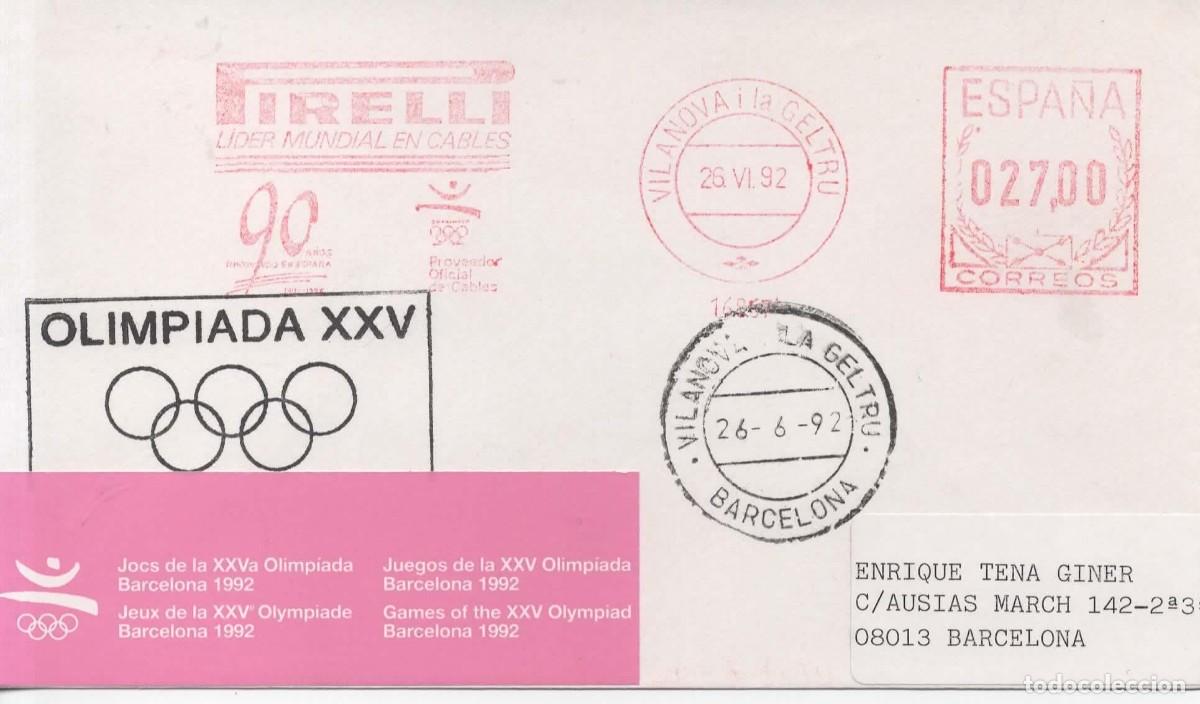 PIRELLI
LÍDER MUNDIAL EN CABLES
90
AÑOS
Proveedor
Oficial
de Cables
VILANOVA i la GELTRU
26. VI. 92
ESPAÑA
027,00
CORREOS
OLIMPIADA XXV
VILANOVA LA GELTRU
26-6-92
BARCELONA
Jocs de la XXVa Olimpíada
Barcelona 1992
Jeux de la XXVe Olympiade
Barcelona 1992
Juegos de la XXV Olimpíada
Barcelona 1992
Games of the XXV Olympiad
Barcelona 1992
ENRIQUE TENA GINER
C/AUSIAS MARCH 142-2ª3ª
08013 BARCELONA
todocoleccion